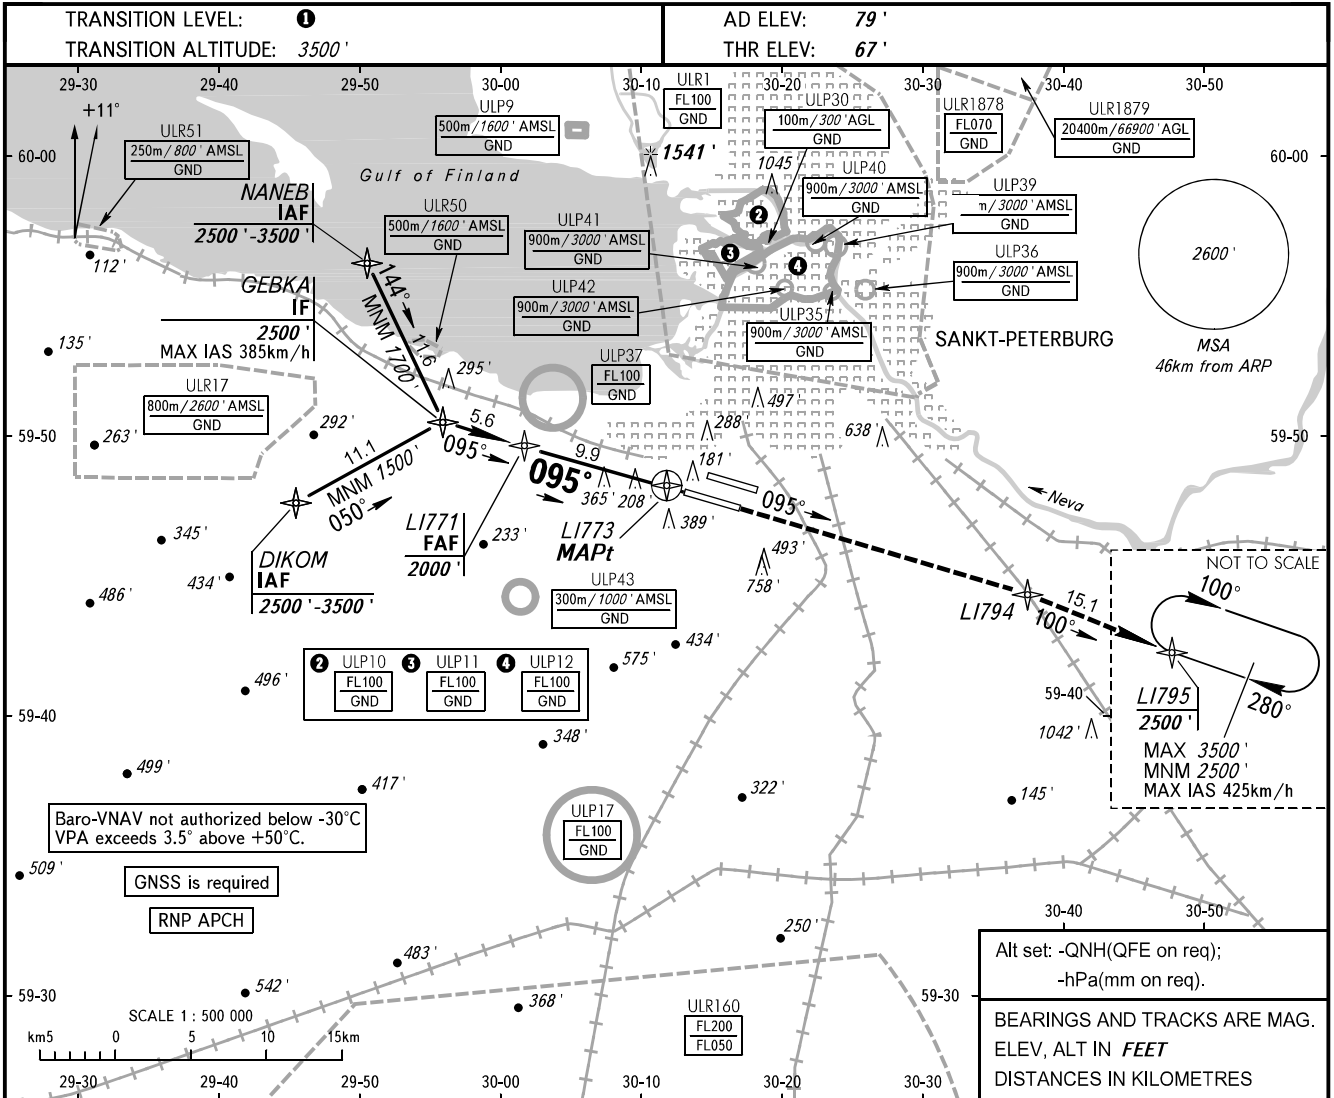 TRANSITION LEVEL: ❶
TRANSITION ALTITUDE: 3500'
AD ELEV: 79'
THR ELEV: 67'
29-30 29-40 29-50 30-00 30-10 30-20 30-30 30-40 30-50
+11°
ULR51
250m/800' AMSL
GND
60-00
NANEB
IAF
2500'-3500'
112'
GEBKA
IF
2500'
MAX IAS 385km/h
135'
ULP9
500m/1600' AMSL
GND
Gulf of Finland
ULR50
500m/1600' AMSL
GND
ULR1
FL100
GND
1541'
ULP30
100m/300' AGL
GND
1045'
ULP40
900m/3000' AMSL
GND
ULP41
900m/3000' AMSL
GND
ULP42
900m/3000' AMSL
GND
❷
❸
❹
ULP35
900m/3000' AMSL
GND
ULR1878
FL070
GND
ULR1879
20400m/66900' AGL
GND
60-00
ULP39
m/3000' AMSL
GND
ULP36
900m/3000' AMSL
GND
SANKT-PETERBURG
2600'
MSA
46km from ARP
144°
MNM 1700'
11.6
295'
ULP37
FL100
GND
ULR17
800m/2600' AMSL
GND
263'
292'
59-50
11.1
MNM 1500'
050°
5.6
095°
9.9
095°
365'
208'
181'
288'
497'
638'
59-50
389'
095°
Neva
LI771
FAF
2000'
233'
LI773
MAPt
493'
758'
DIKOM
IAF
2500'-3500'
345'
434'
486'
ULP43
300m/1000' AMSL
GND
434'
575'
LI794
15.1
100°
NOT TO SCALE
100°
280°
LI795
2500'
MAX 3500'
MNM 2500'
MAX IAS 425km/h
❷ ULP10 ❸ ULP11 ❹ ULP12
FL100 FL100 FL100
GND GND GND
496'
348'
59-40
59-40
1042'
499'
417'
322'
145'
Baro-VNAV not authorized below -30°C
VPA exceeds 3.5° above +50°C.
ULP17
FL100
GND
509'
GNSS is required
RNP APCH
483'
250'
30-40 30-50
542'
368'
59-30
59-30
ULR160
FL200
FL050
SCALE 1 : 500 000
km5 0 5 10 15km
29-30 29-40 29-50 30-00 30-10 30-20 30-30
Alt set: -QNH(QFE on req);
-hPa(mm on req).
BEARINGS AND TRACKS ARE MAG.
ELEV, ALT IN FEET
DISTANCES IN KILOMETRES